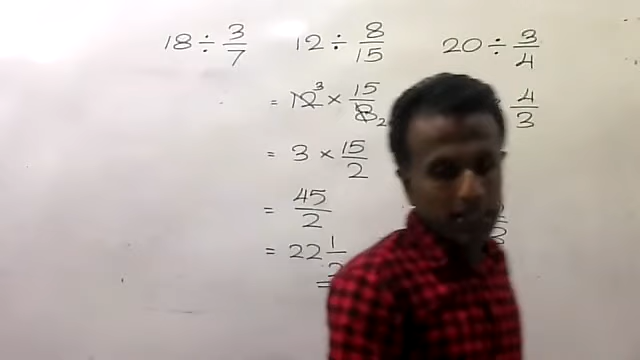 18 ÷ 3/7
12 ÷ 8/15
= 12 3 × 15/8 2
= 3 × 15/2
= 45/2
= 22 1/2
20 ÷ 3/4
4/3